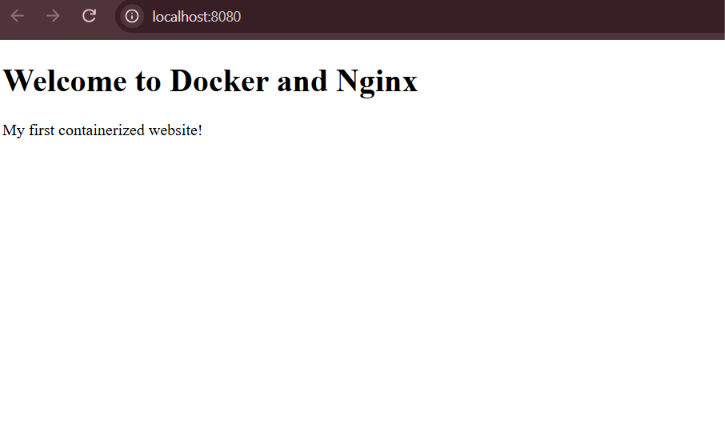 localhost:8080
Welcome to Docker and Nginx
My first containerized website!